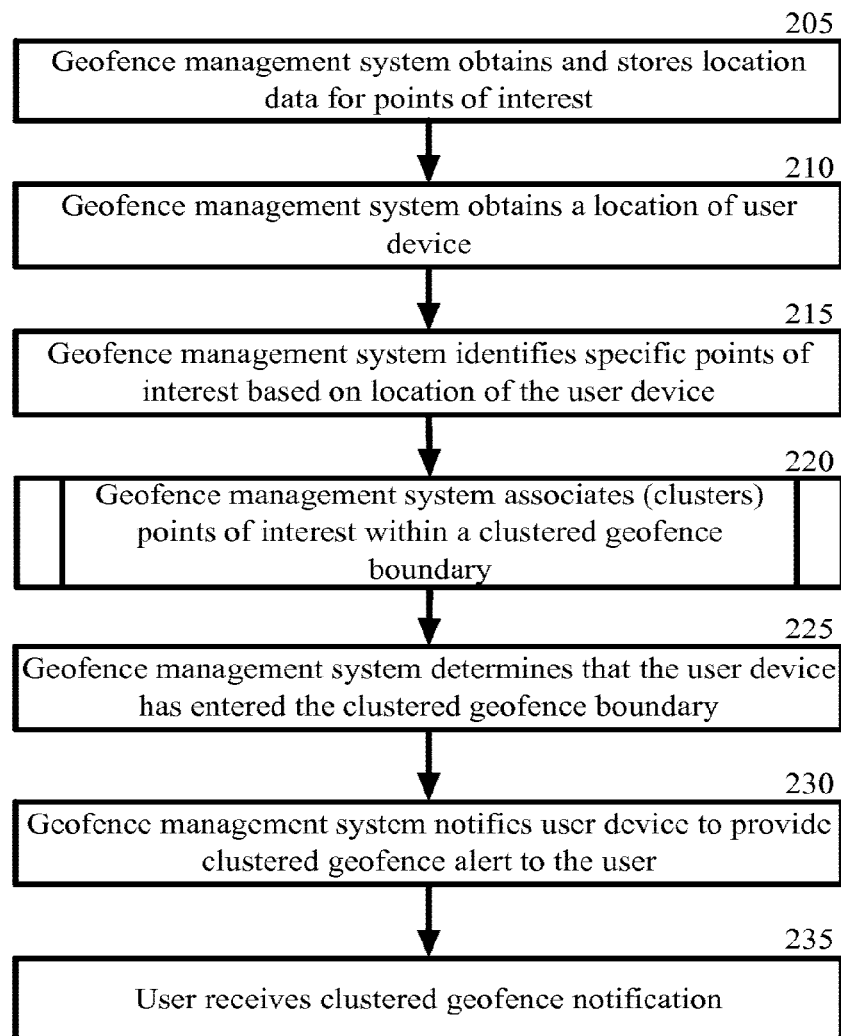 205
Geofence management system obtains and stores location
data for points of interest
210
Geofence management system obtains a location of user
device
215
Geofence management system identifies specific points of
interest based on location of the user device
220
Geofence management system associates (clusters)
points of interest within a clustered geofence
boundary
225
Geofence management system determines that the user device
has entered the clustered geofence boundary
230
Geofence management system notifies user device to provide
clustered geofence alert to the user
235
User receives clustered geofence notification